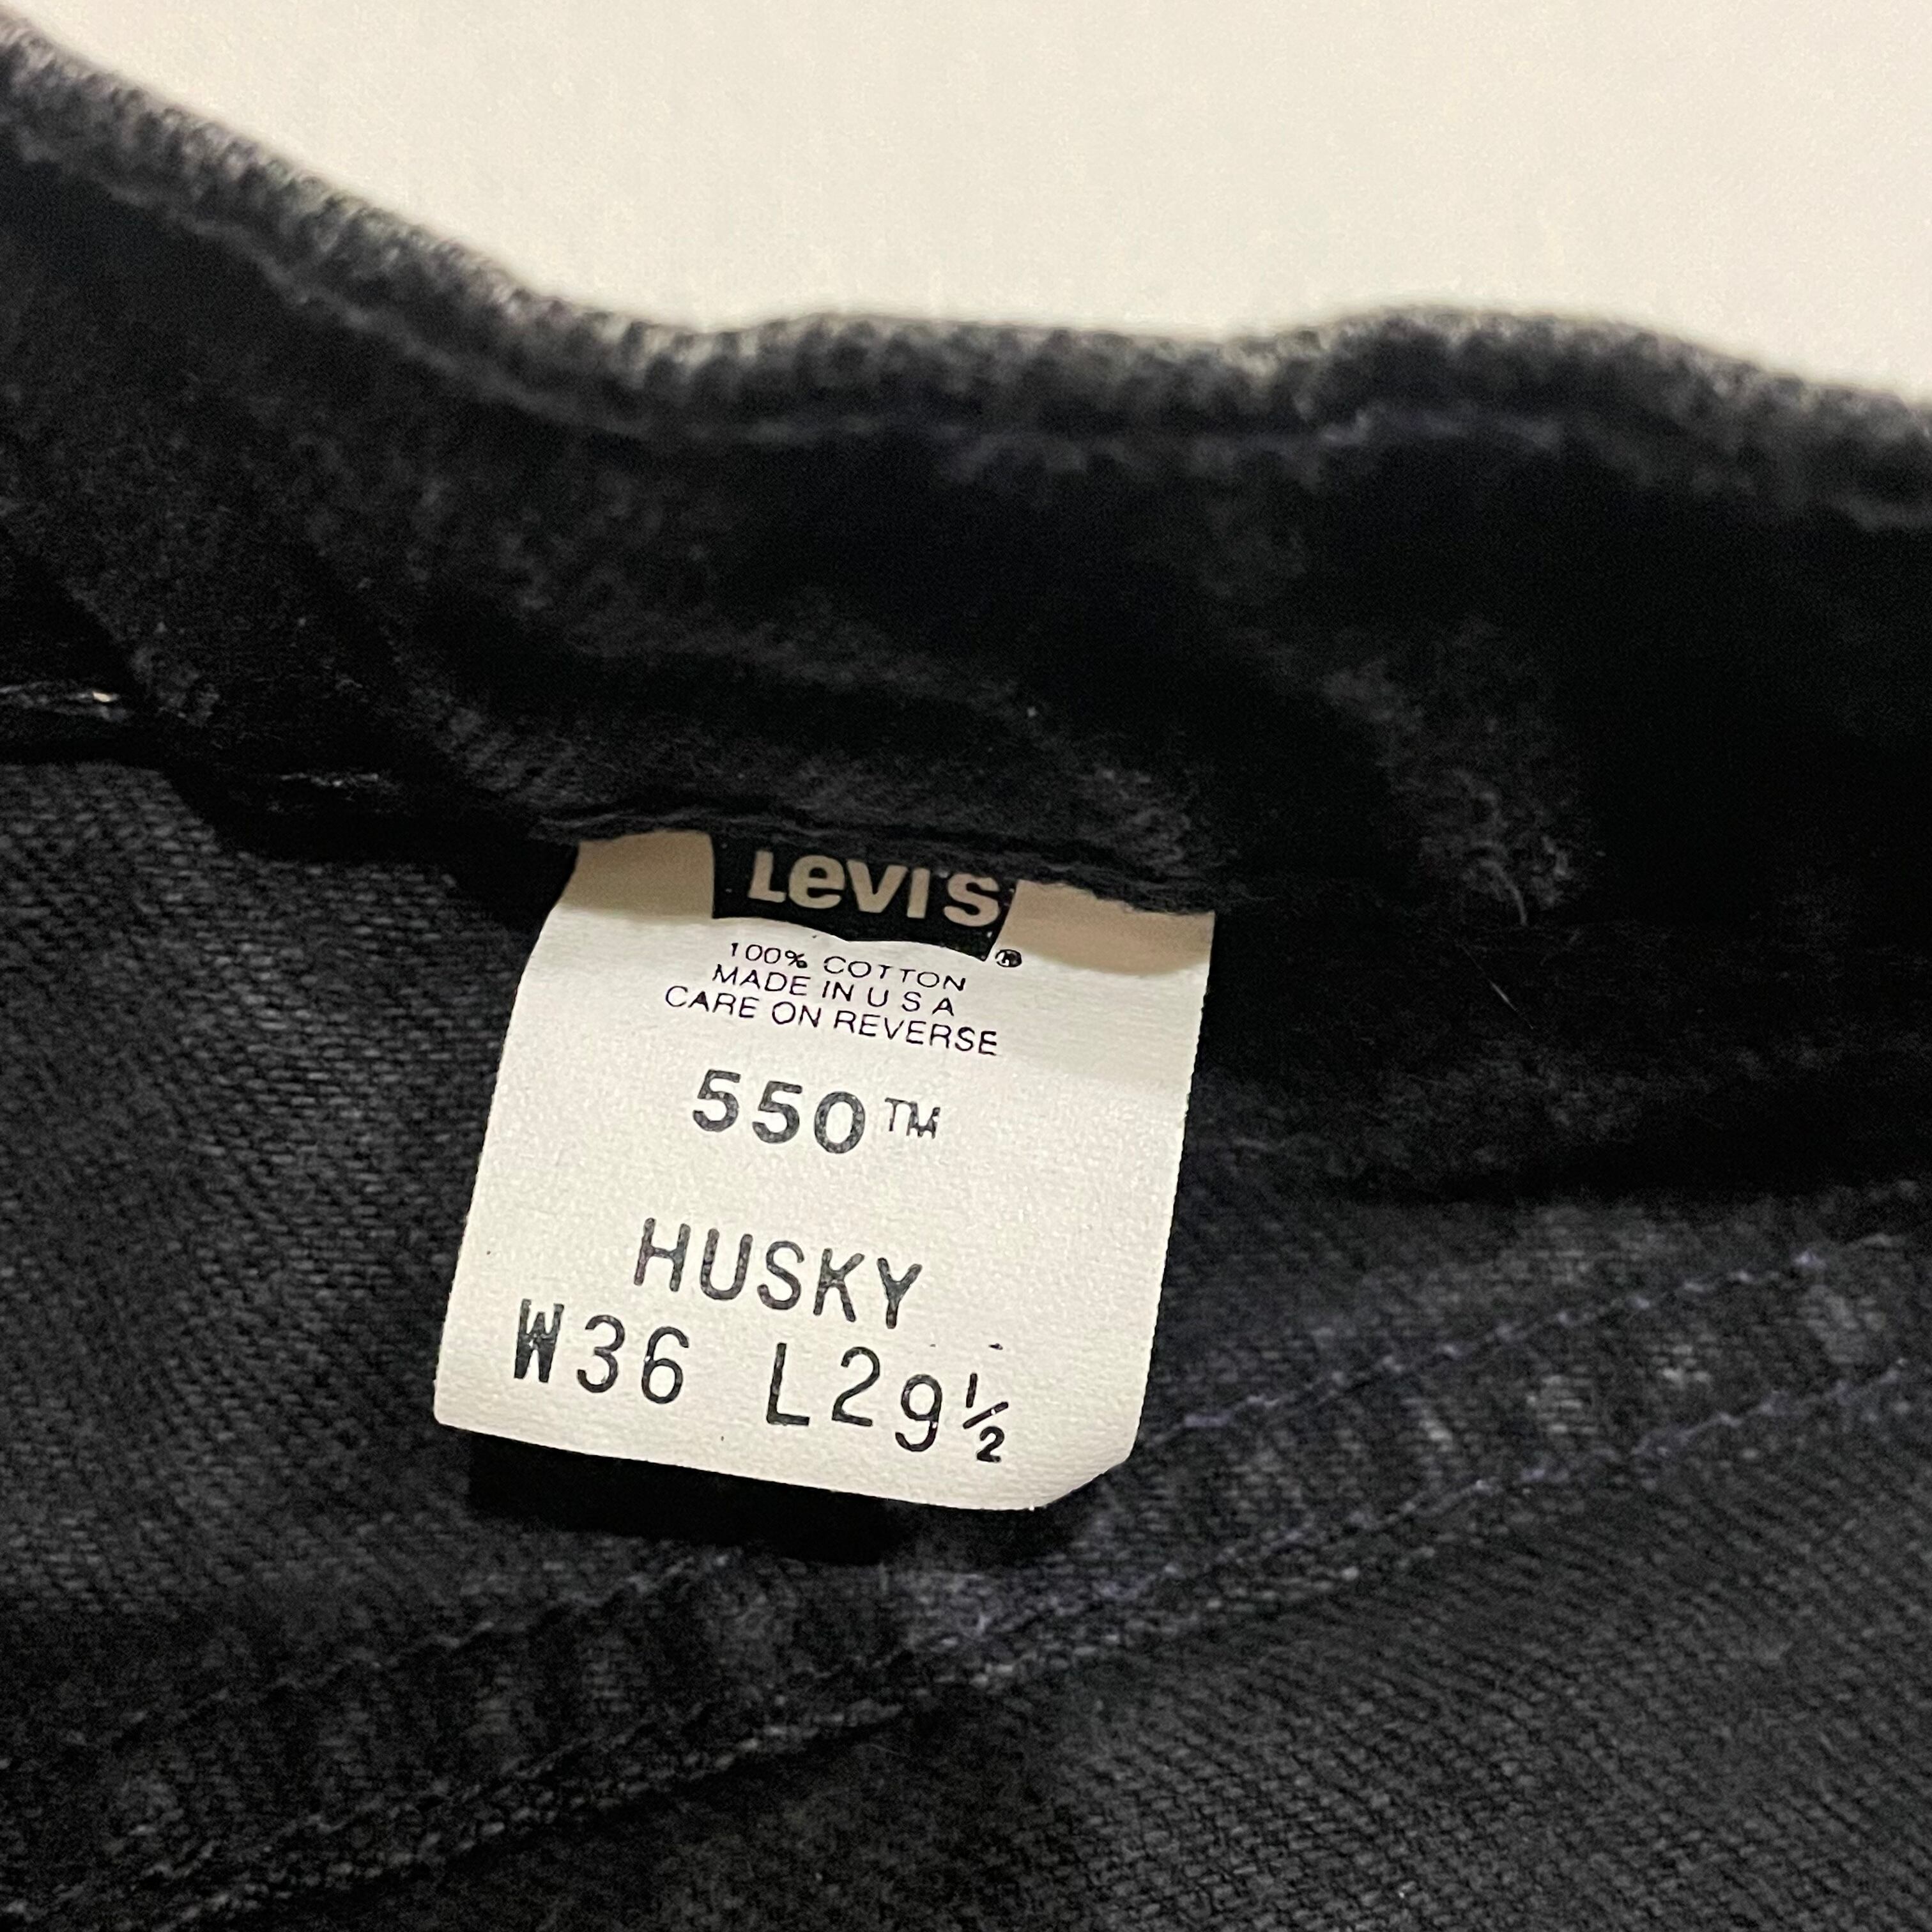 Levi's®
100% COTTON
MADE IN U S A
CARE ON REVERSE
550™
HUSKY
W36 L29½